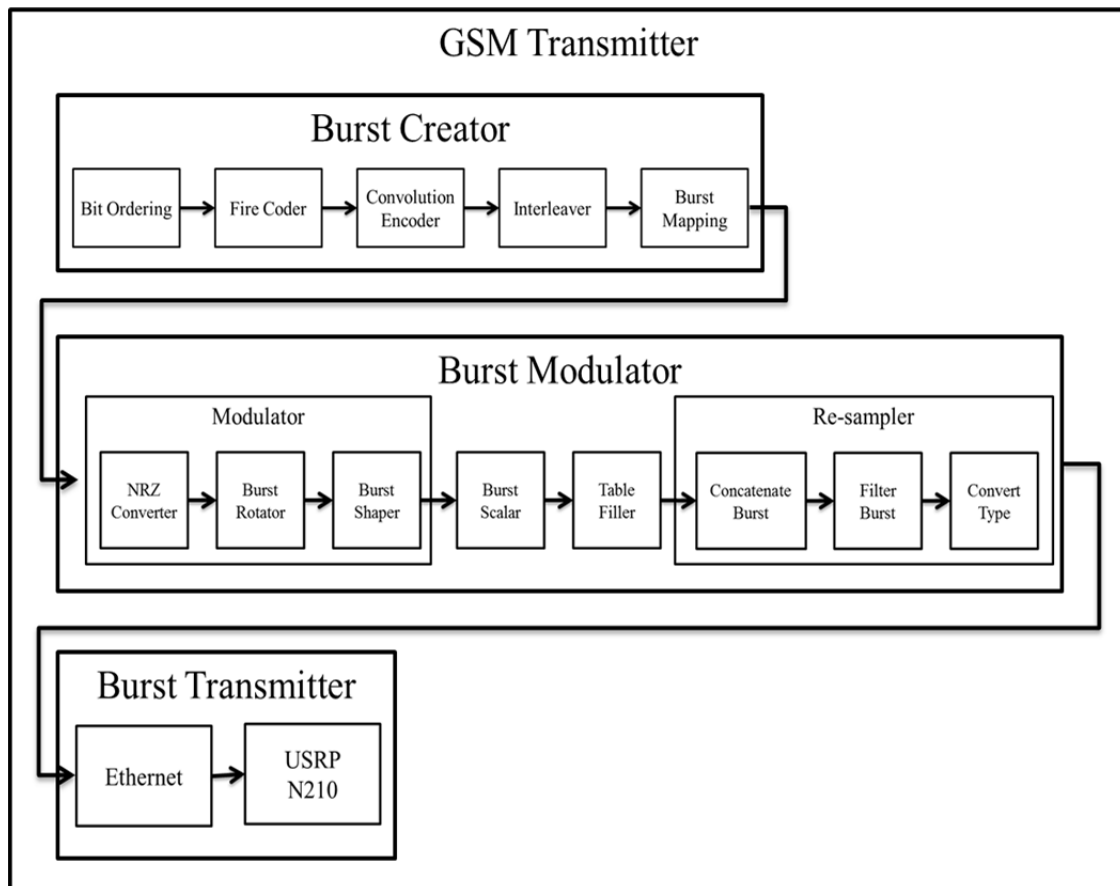 GSM Transmitter
Burst Creator
Bit Ordering
Fire Coder
Convolution
Encoder
Interleaver
Burst
Mapping
Burst Modulator
Modulator
NRZ
Converter
Burst
Rotator
Burst
Shaper
Burst
Scalar
Table
Filler
Re-sampler
Concatenate
Burst
Filter
Burst
Convert
Type
Burst Transmitter
Ethernet
USRP
N210